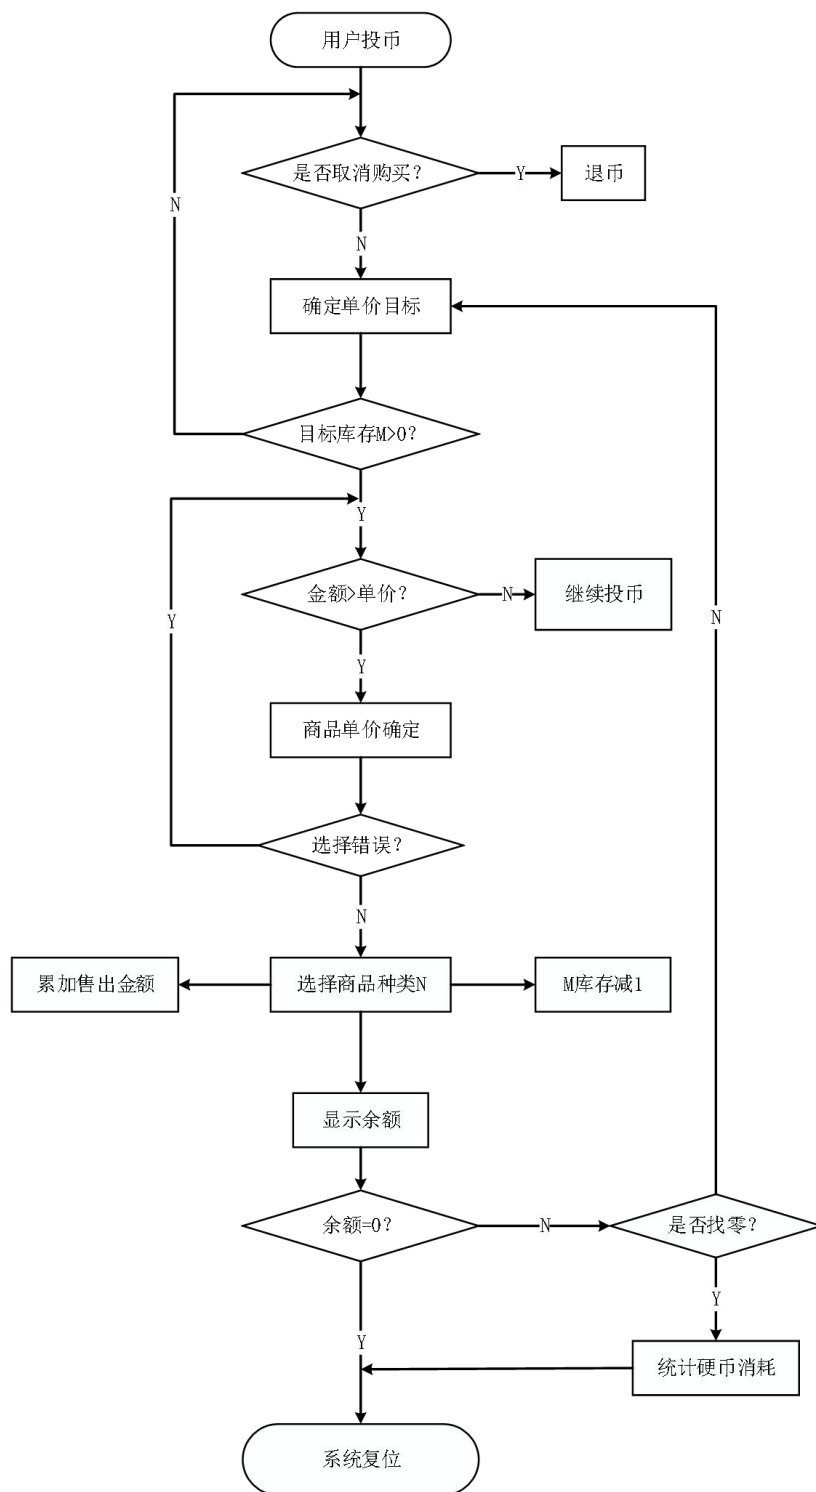 用户投币
是否取消购买?
Y
退币
N
N
确定单价目标
目标库存M>0?
Y
金额>单价?
N
继续投币
N
Y
Y
商品单价确定
选择错误?
N
累加售出金额
选择商品种类N
M库存减1
显示余额
余额=0?
N
是否找零?
Y
Y
统计硬币消耗
系统复位